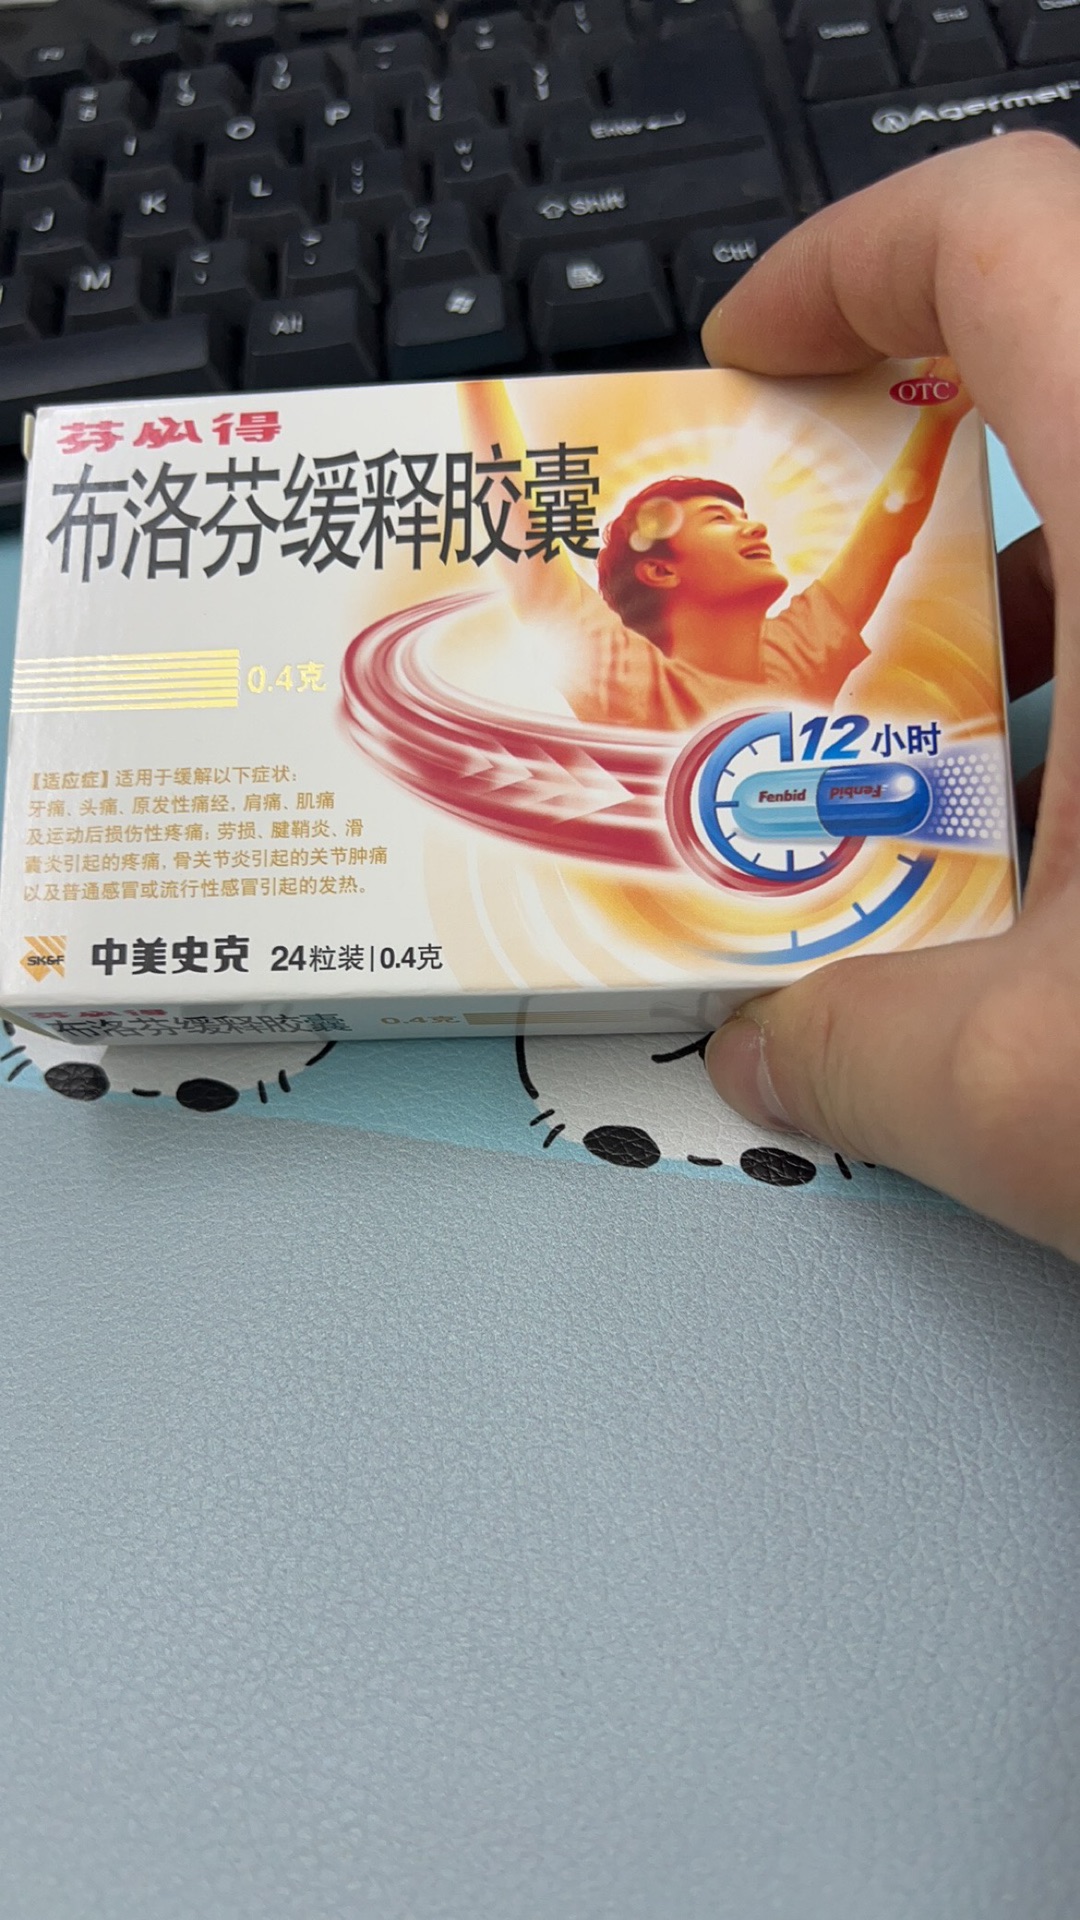 Delete
End
Agermel
U
I
O
P
Enter
J
K
L
Shift
M
Alt
Ctrl
OTC
芬必得
布洛芬缓释胶囊
0.4克
12小时
Fenbid
Fenbid
【适应症】适用于缓解以下症状：
牙痛、头痛、原发性痛经，肩痛、肌痛
及运动后损伤性疼痛；劳损、腱鞘炎、滑
囊炎引起的疼痛，骨关节炎引起的关节肿痛
以及普通感冒或流行性感冒引起的发热。
SK&F 中美史克 24粒装|0.4克
芬必得
布洛芬缓释胶囊 0.4克